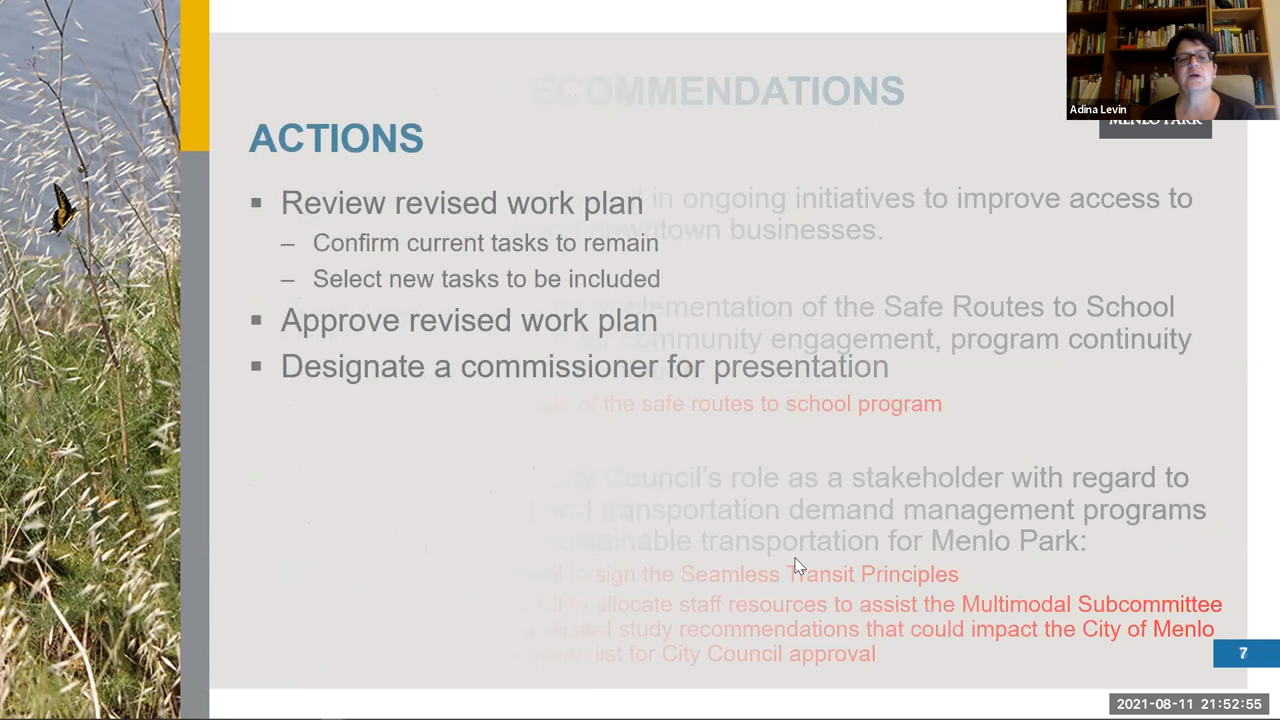 ECOMMENDATIONS
Adina Levin
MENLO PARK
ACTIONS
▪ Review revised work plan
in ongoing initiatives to improve access to
downtown businesses.
– Confirm current tasks to remain
– Select new tasks to be included
implementation of the Safe Routes to School
▪ Approve revised work plan
community engagement, program continuity
▪ Designate a commissioner for presentation
of the safe routes to school program
Council's role as a stakeholder with regard to
transportation demand management programs
sustainable transportation for Menlo Park:
sign the Seamless Transit Principles
allocate staff resources to assist the Multimodal Subcommittee
study recommendations that could impact the City of Menlo
list for City Council approval
7
2021-08-11 21:52:55